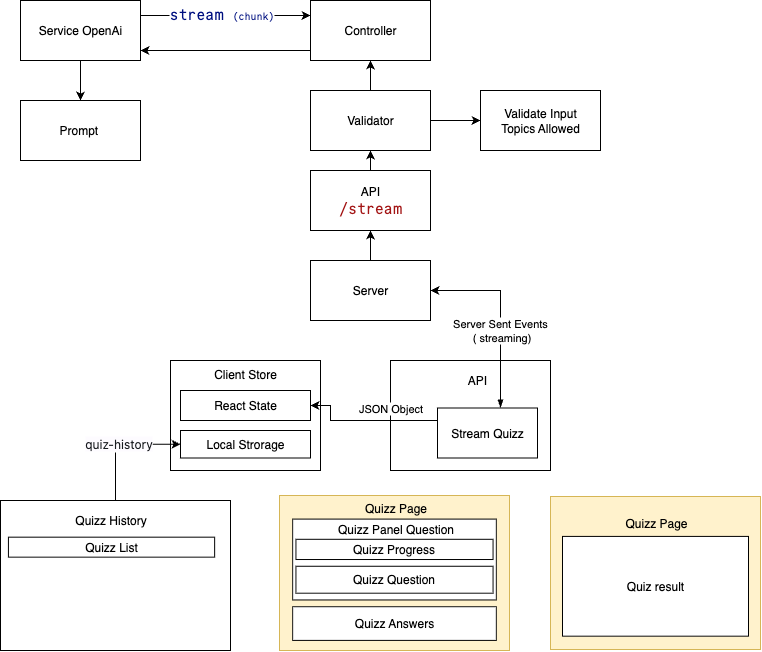 Service OpenAi
stream (chunk)
Controller
Prompt
Validator
Validate Input
Topics Allowed
API
/stream
Server
Server Sent Events
( streaming)
Client Store
React State
Local Strorage
API
JSON Object
Stream Quizz
quiz-history
Quizz History
Quizz List
Quizz Page
Quizz Panel Question
Quizz Progress
Quizz Question
Quizz Answers
Quizz Page
Quiz result